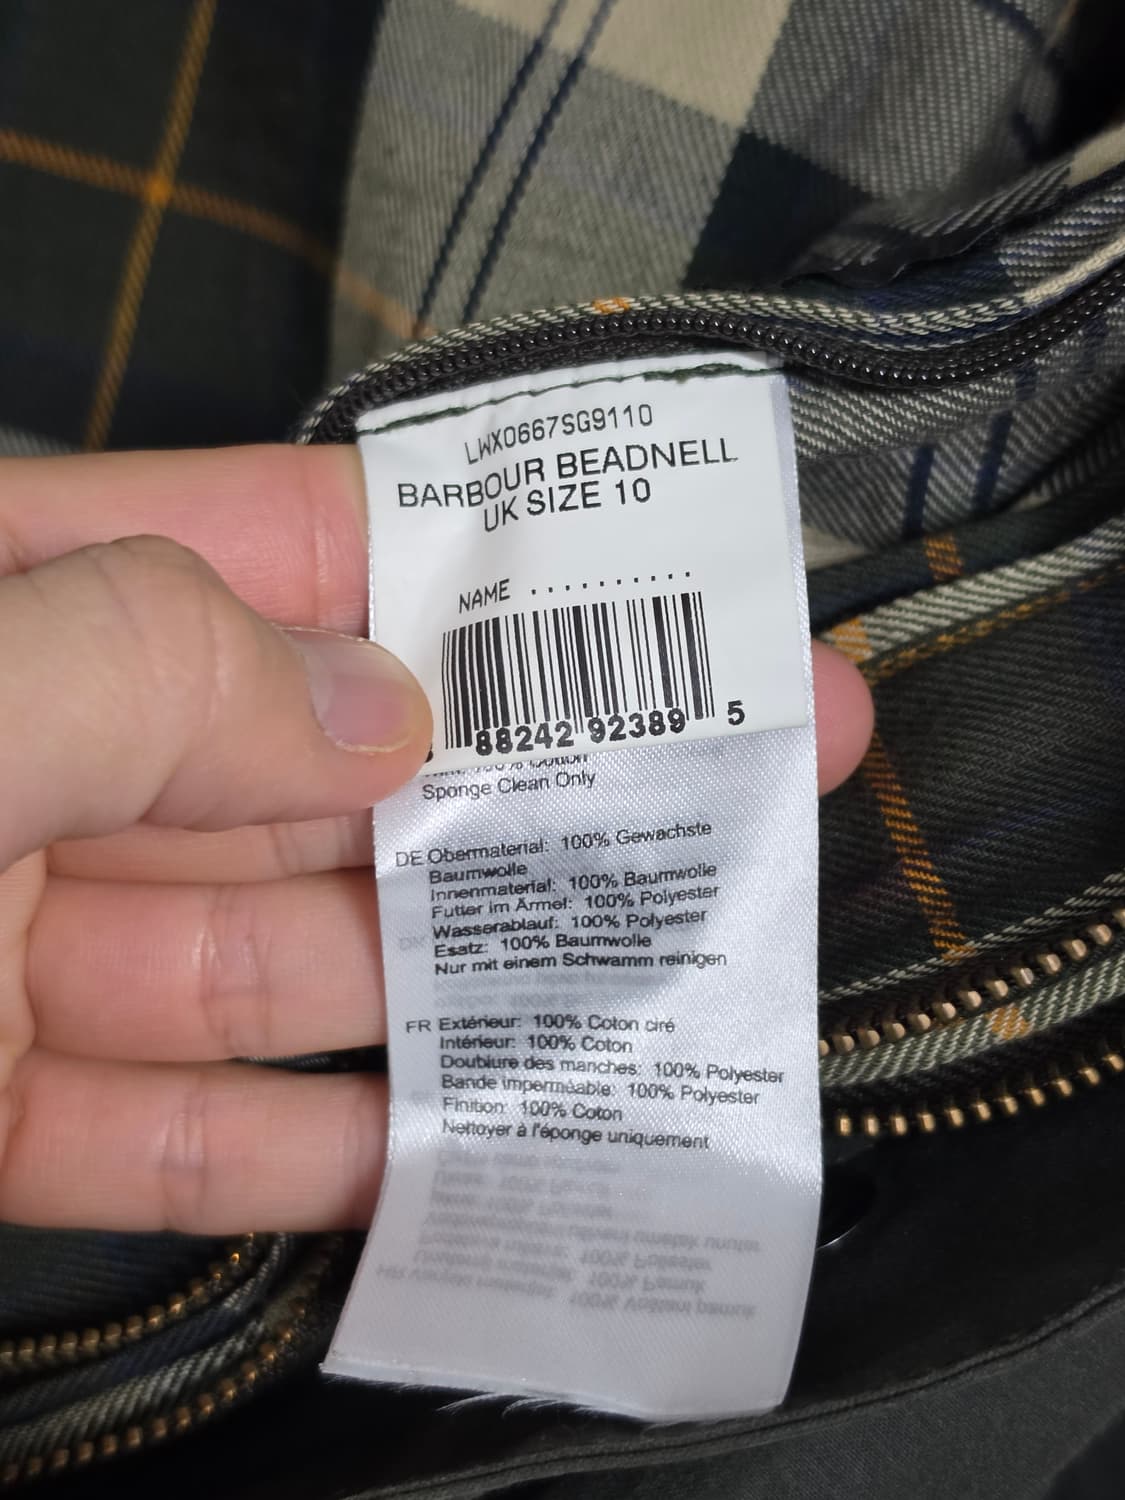 LWX0667SG9110
BARBOUR BEADNELL
UK SIZE 10
NAME ..........
88242 92389 5
Sponge Clean Only
DE Obermaterial: 100% Gewachste
Baumwolle
Innenmaterial: 100% Baumwolle
Futter im Ärmel: 100% Polyester
Wasserablauf: 100% Polyester
Esatz: 100% Baumwolle
Nur mit einem Schwamm reinigen
FR Extérieur: 100% Coton ciré
Intérieur: 100% Coton
Doublure des manches: 100% Polyester
Bande imperméable: 100% Polyester
Finition: 100% Coton
Nettoyer à l'éponge uniquement